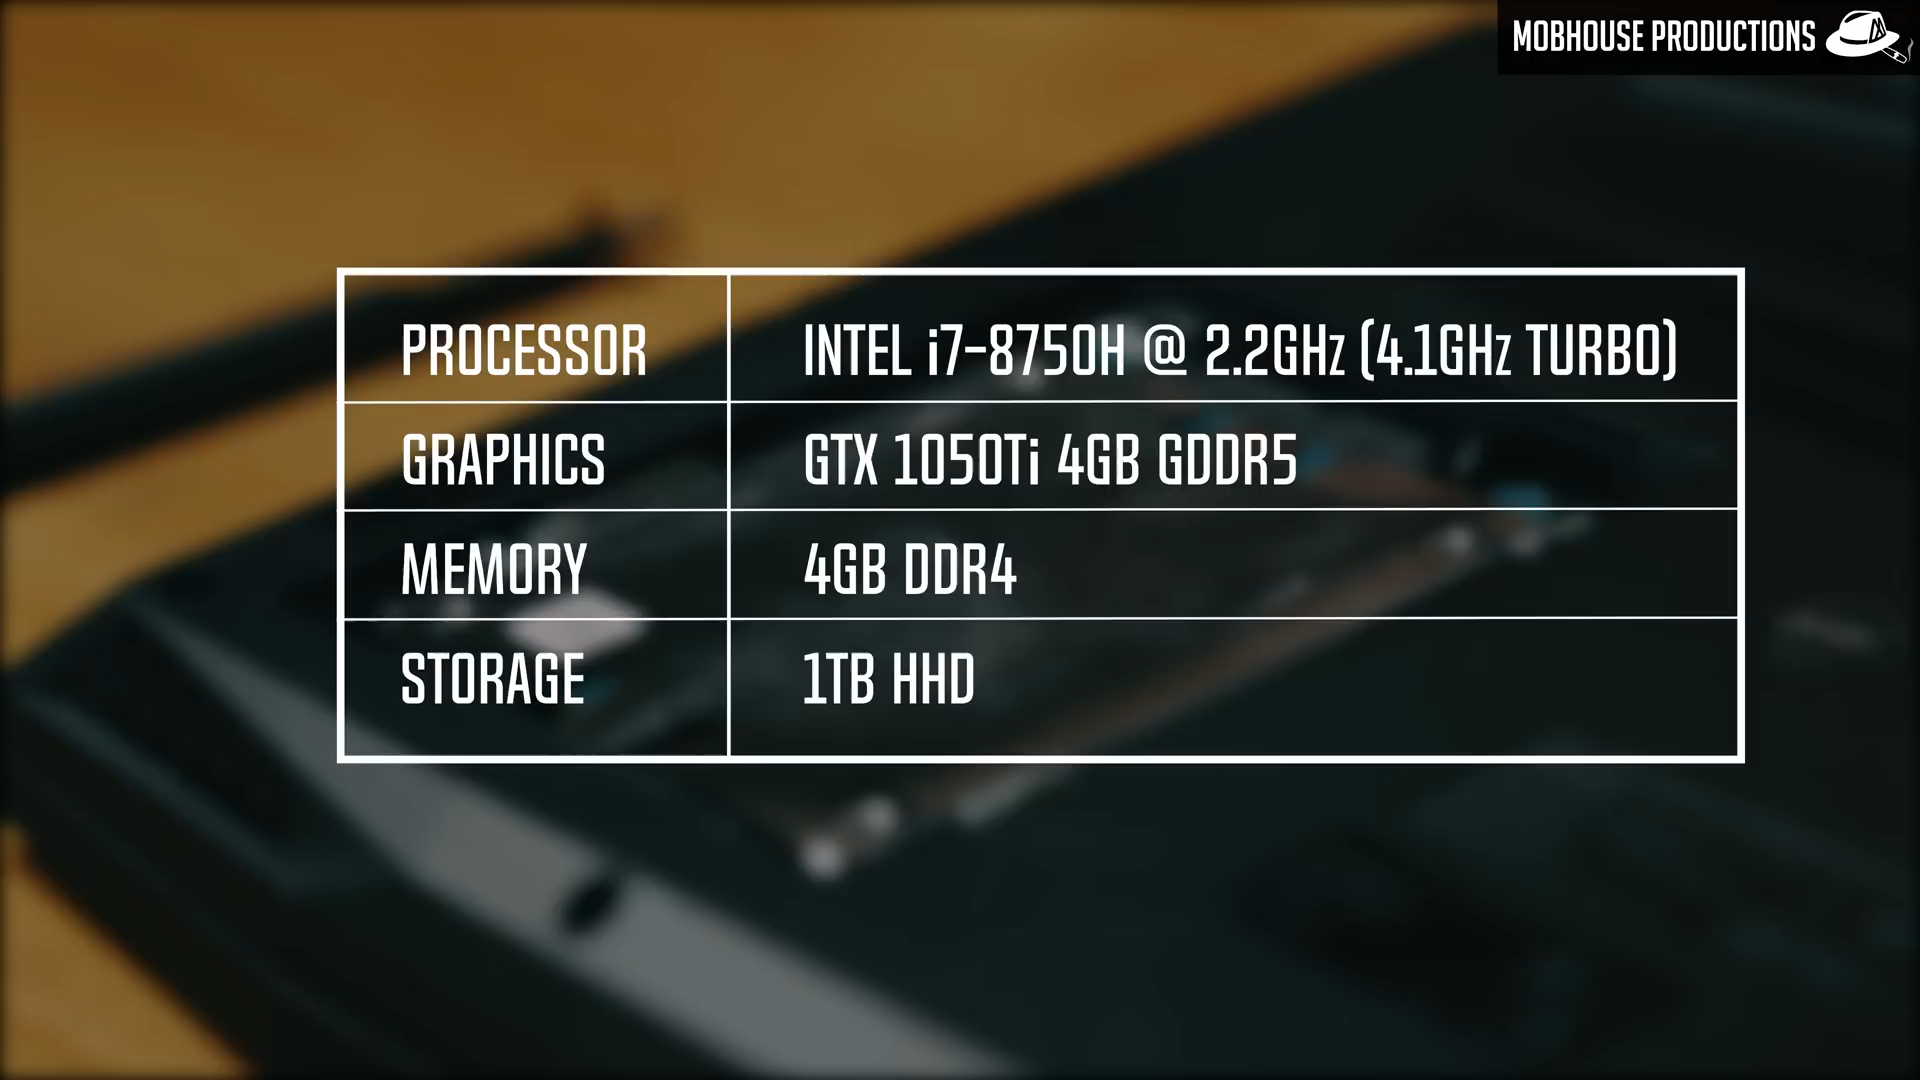 MOBHOUSE PRODUCTIONS
PROCESSOR INTEL i7-8750H @ 2.2GHz (4.1GHz TURBO)
GRAPHICS GTX 1050Ti 4GB GDDR5
MEMORY 4GB DDR4
STORAGE 1TB HHD